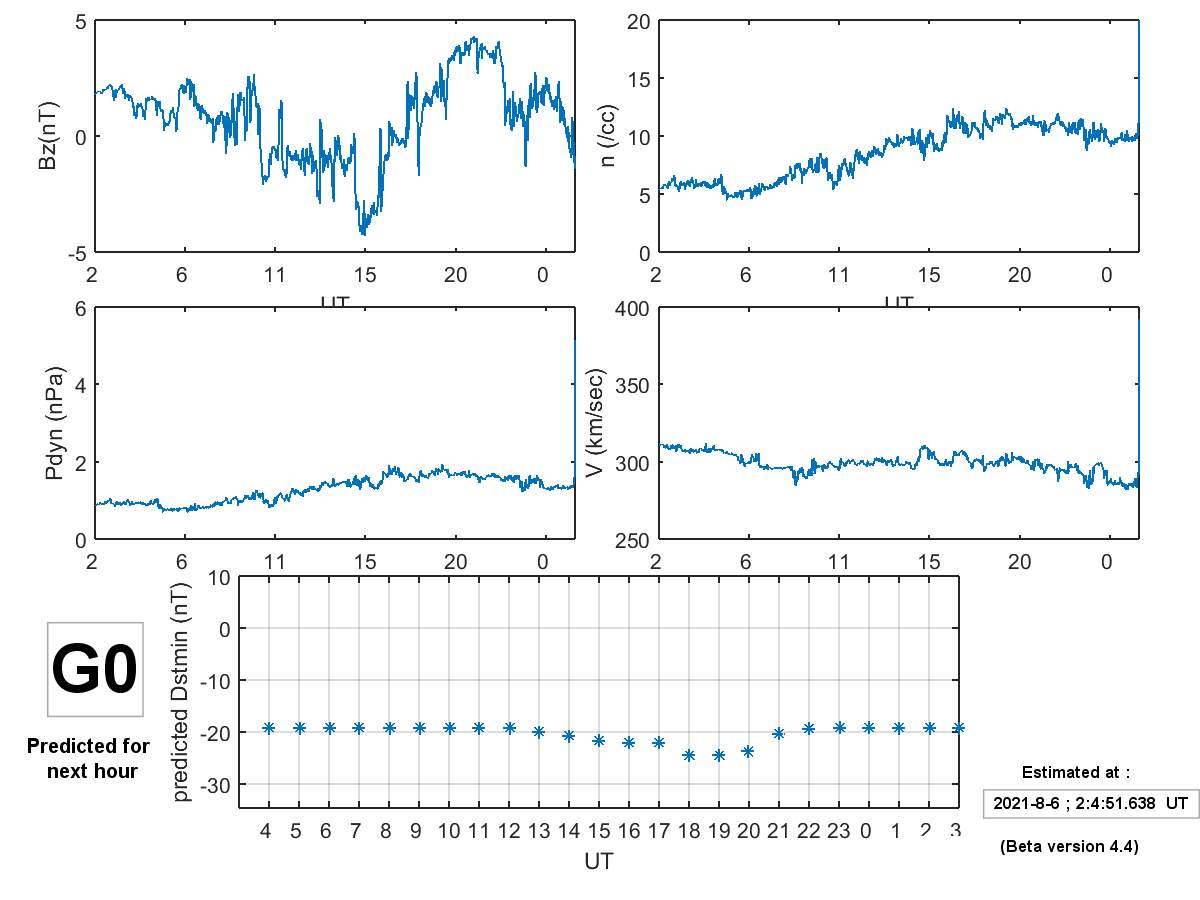 5
0
-5
Bz(nT)
2 6 11 15 20 0
UT
20
15
10
5
0
n (/cc)
2 6 11 15 20 0
UT
6
4
2
0
Pdyn (nPa)
2 6 11 15 20 0
400
350
300
250
V (km/sec)
2 6 11 15 20 0
10
0
-10
-20
-30
predicted Dstmin (nT)
4 5 6 7 8 9 10 11 12 13 14 15 16 17 18 19 20 21 22 23 0 1 2 3
UT
G0
Predicted for
next hour
Estimated at :
2021-8-6 ; 2:4:51.638 UT
(Beta version 4.4)